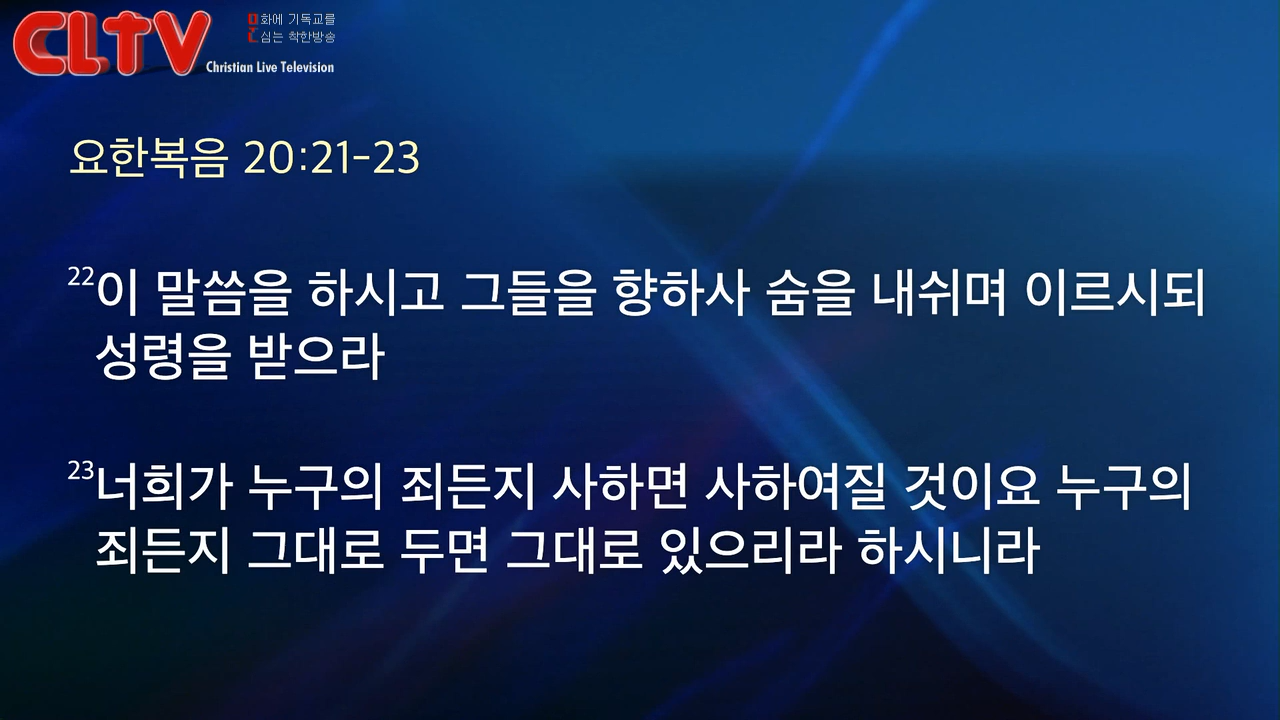 CLTV
문화에 기독교를
심는 착한방송
Christian Live Television
요한복음 20:21-23
22이 말씀을 하시고 그들을 향하사 숨을 내쉬며 이르시되
성령을 받으라
23너희가 누구의 죄든지 사하면 사하여질 것이요 누구의
죄든지 그대로 두면 그대로 있으리라 하시니라